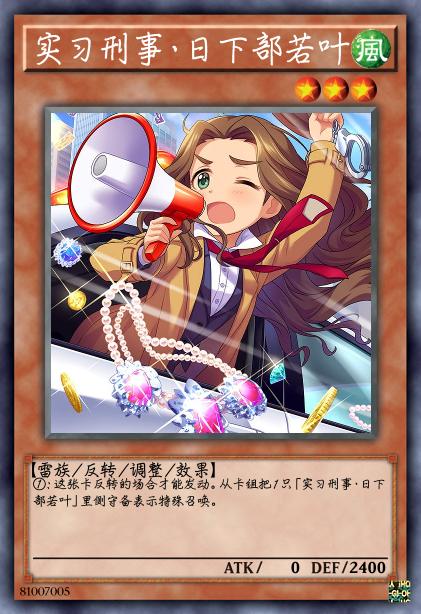 实习刑事·日下部若叶 風
【雷族/反转/调整/效果】
①:这张卡反转的场合才能发动。从卡组把1只「实习刑事·日下
部若叶」里侧守备表示特殊召唤。
ATK/ 0 DEF/2400
81007005